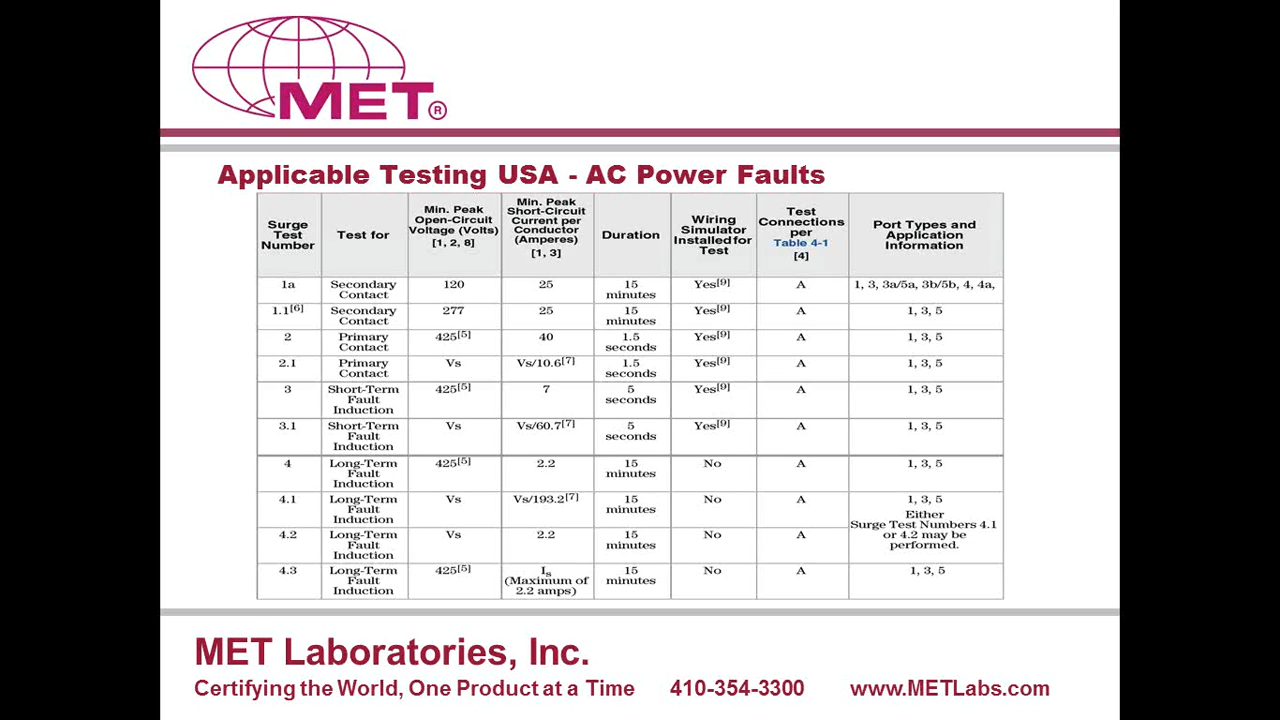 MET®
Applicable Testing USA - AC Power Faults
Surge Test Number | Test for | Min. Peak Open-Circuit Voltage (Volts) [1, 2, 8] | Min. Peak Short-Circuit Current per Conductor (Amperes) [1, 3] | Duration | Wiring Simulator Installed for Test | Test Connections per Table 4-1 [4] | Port Types and Application Information
1a | Secondary Contact | 120 | 25 | 15 minutes | Yes[9] | A | 1, 3, 3a/5a, 3b/5b, 4, 4a,
1.1[6] | Secondary Contact | 277 | 25 | 15 minutes | Yes[9] | A | 1, 3, 5
2 | Primary Contact | 425[5] | 40 | 1.5 seconds | Yes[9] | A | 1, 3, 5
2.1 | Primary Contact | Vs | Vs/10.6[7] | 1.5 seconds | Yes[9] | A | 1, 3, 5
3 | Short-Term Fault Induction | 425[5] | 7 | 5 seconds | Yes[9] | A | 1, 3, 5
3.1 | Short-Term Fault Induction | Vs | Vs/60.7[7] | 5 seconds | Yes[9] | A | 1, 3, 5
4 | Long-Term Fault Induction | 425[5] | 2.2 | 15 minutes | No | A | 1, 3, 5
4.1 | Long-Term Fault Induction | Vs | Vs/193.2[7] | 15 minutes | No | A | 1, 3, 5
Either Surge Test Numbers 4.1 or 4.2 may be performed.
4.2 | Long-Term Fault Induction | Vs | 2.2 | 15 minutes | No | A
4.3 | Long-Term Fault Induction | 425[5] | Is (Maximum of 2.2 amps) | 15 minutes | No | A | 1, 3, 5
MET Laboratories, Inc.
Certifying the World, One Product at a Time 410-354-3300 www.METLabs.com